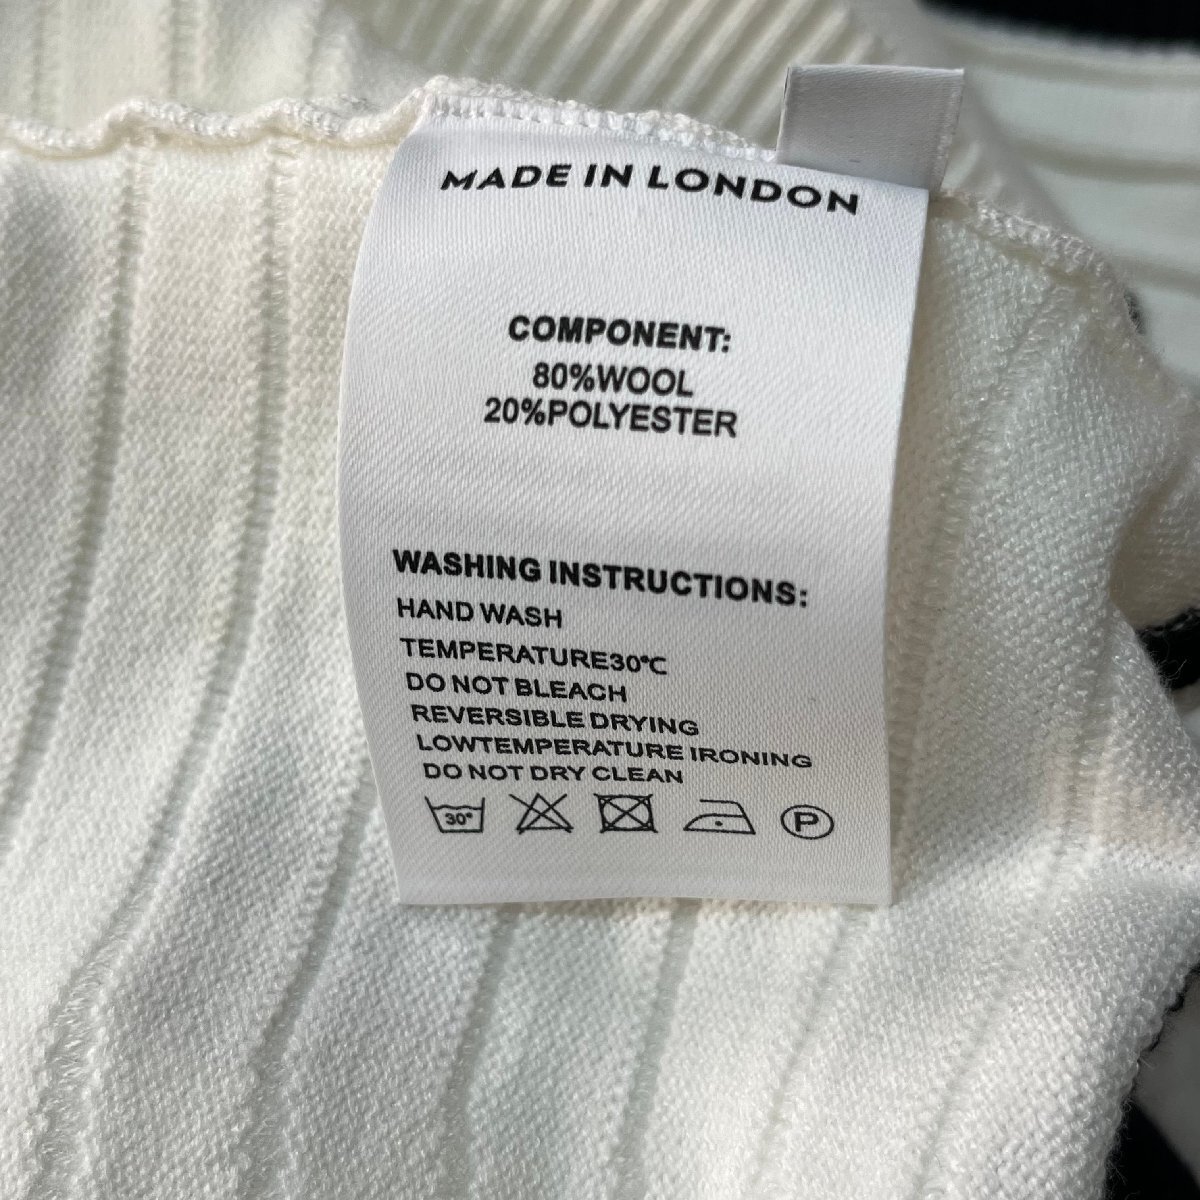 MADE IN LONDON
COMPONENT:
80%WOOL
20%POLYESTER
WASHING INSTRUCTIONS:
HAND WASH
TEMPERATURE30℃
DO NOT BLEACH
REVERSIBLE DRYING
LOWTEMPERATURE IRONING
DO NOT DRY CLEAN
30° P